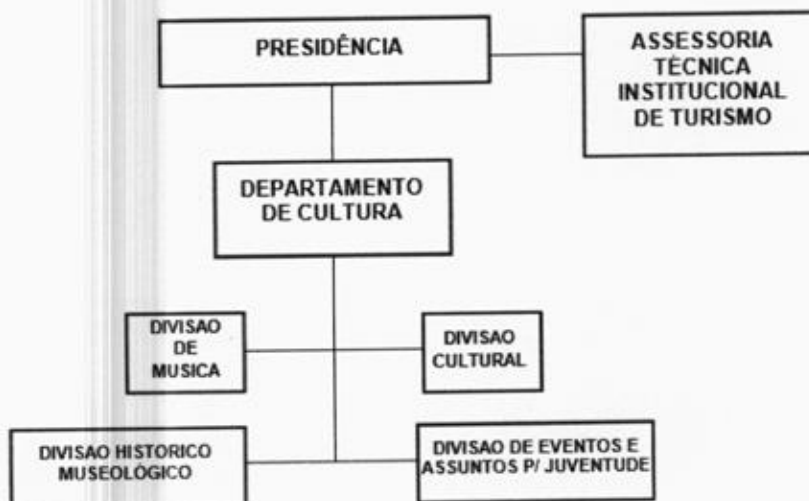 PRESIDÊNCIA
ASSESSORIA
TÉCNICA
INSTITUCIONAL
DE TURISMO
DEPARTAMENTO
DE CULTURA
DIVISAO
DE
MUSICA
DIVISAO
CULTURAL
DIVISAO HISTORICO
MUSEOLÓGICO
DIVISAO DE EVENTOS E
ASSUNTOS P/ JUVENTUDE